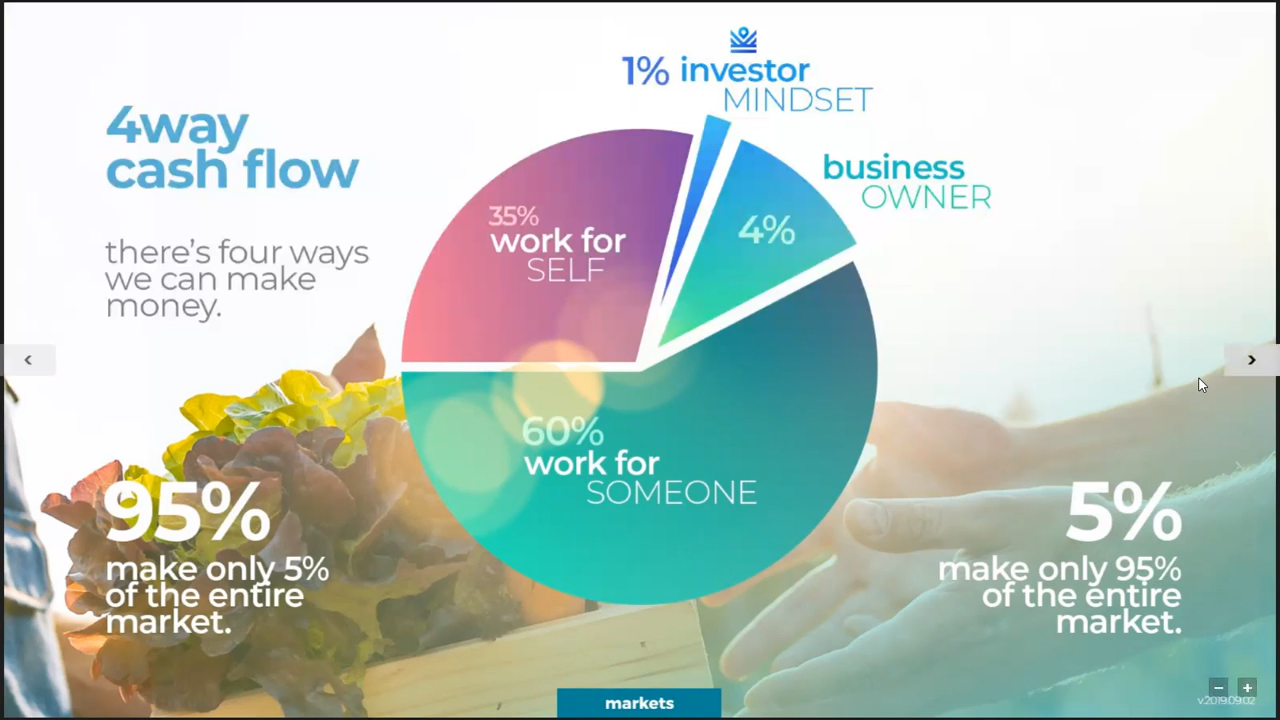 1% investor
MINDSET
4way
cash flow
there's four ways
we can make
money.
business
OWNER
35%
work for
SELF
4%
60%
work for
SOMEONE
95%
make only 5%
of the entire
market.
5%
make only 95%
of the entire
market.
markets
v.2019.09.02